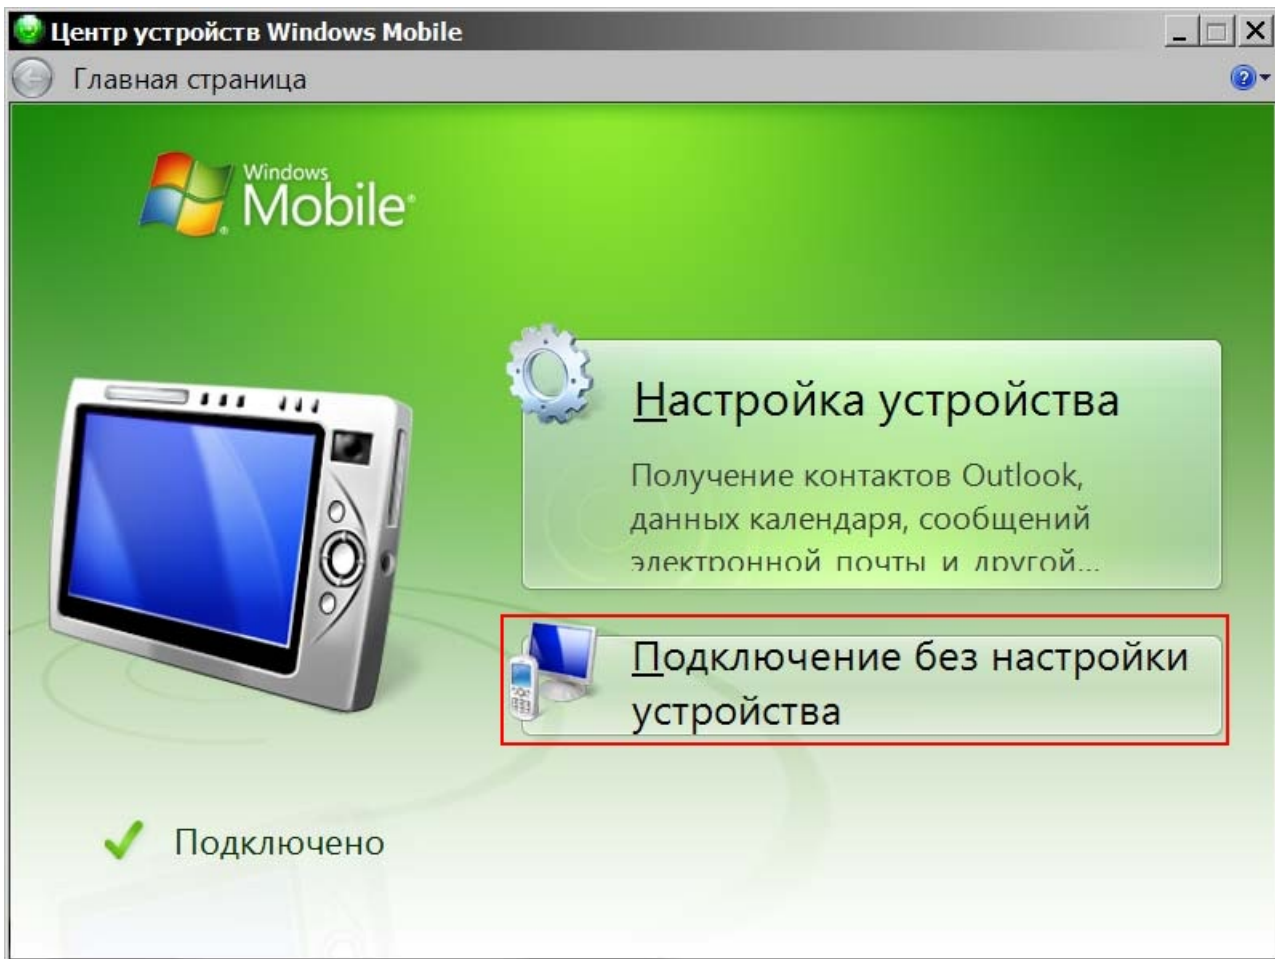 Центр устройств Windows Mobile
Главная страница
Windows
Mobile
Настройка устройства
Получение контактов Outlook,
данных календаря, сообщений
электронной почты и другой...
Подключение без настройки
устройства
Подключено